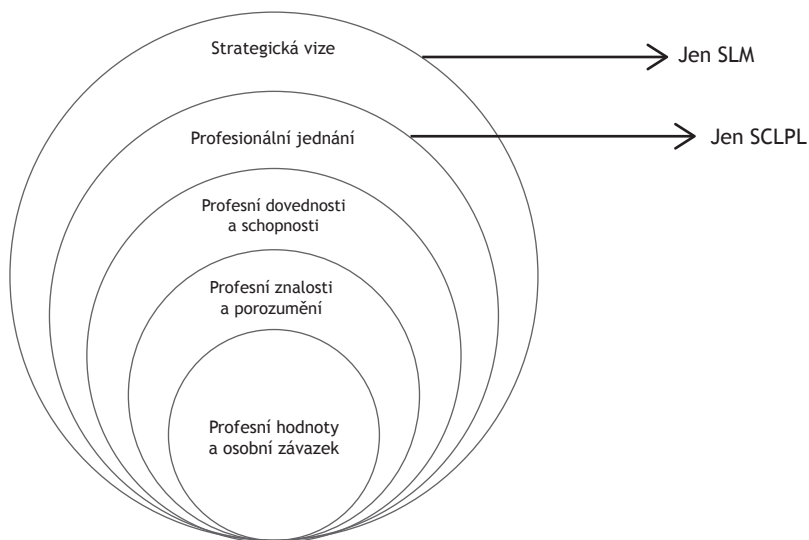 Strategická vize
Jen SLM
Profesionální jednání
Jen SCLPL
Profesní dovednosti
a schopnosti
Profesní znalosti
a porozumění
Profesní hodnoty
a osobní závazek